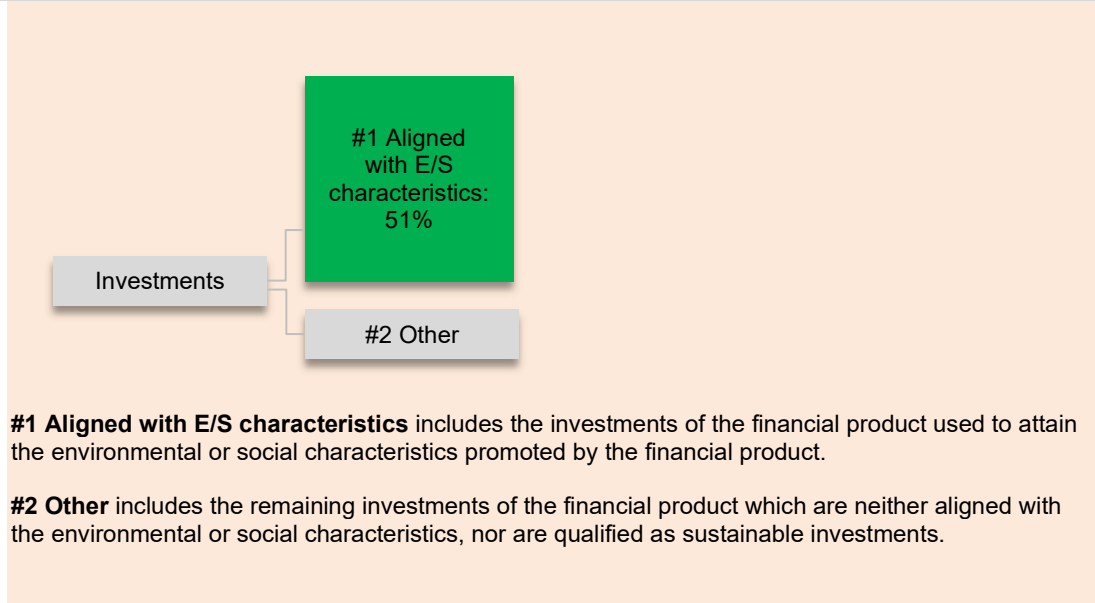 #1 Aligned
with E/S
characteristics:
51%
Investments
#2 Other
#1 Aligned with E/S characteristics includes the investments of the financial product used to attain
the environmental or social characteristics promoted by the financial product.
#2 Other includes the remaining investments of the financial product which are neither aligned with
the environmental or social characteristics, nor are qualified as sustainable investments.